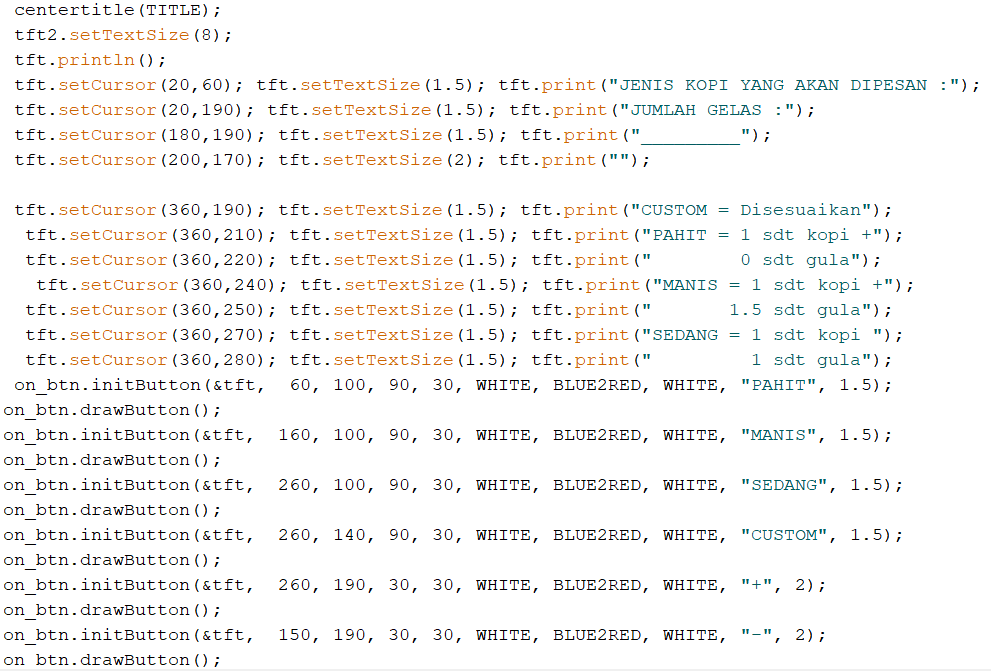 centertitle(TITLE);
tft2.setTextSize(8);
tft.println();
tft.setCursor(20,60); tft.setTextSize(1.5); tft.print("JENIS KOPI YANG AKAN DIPESAN :");
tft.setCursor(20,190); tft.setTextSize(1.5); tft.print("JUMLAH GELAS :");
tft.setCursor(180,190); tft.setTextSize(1.5); tft.print("_________");
tft.setCursor(200,170); tft.setTextSize(2); tft.print("");
tft.setCursor(360,190); tft.setTextSize(1.5); tft.print("CUSTOM = Disesuaikan");
tft.setCursor(360,210); tft.setTextSize(1.5); tft.print("PAHIT = 1 sdt kopi +");
tft.setCursor(360,220); tft.setTextSize(1.5); tft.print("        0 sdt gula");
tft.setCursor(360,240); tft.setTextSize(1.5); tft.print("MANIS = 1 sdt kopi +");
tft.setCursor(360,250); tft.setTextSize(1.5); tft.print("       1.5 sdt gula");
tft.setCursor(360,270); tft.setTextSize(1.5); tft.print("SEDANG = 1 sdt kopi ");
tft.setCursor(360,280); tft.setTextSize(1.5); tft.print("         1 sdt gula");
on_btn.initButton(&tft,  60, 100, 90, 30, WHITE, BLUE2RED, WHITE, "PAHIT", 1.5);
on_btn.drawButton();
on_btn.initButton(&tft,  160, 100, 90, 30, WHITE, BLUE2RED, WHITE, "MANIS", 1.5);
on_btn.drawButton();
on_btn.initButton(&tft,  260, 100, 90, 30, WHITE, BLUE2RED, WHITE, "SEDANG", 1.5);
on_btn.drawButton();
on_btn.initButton(&tft,  260, 140, 90, 30, WHITE, BLUE2RED, WHITE, "CUSTOM", 1.5);
on_btn.drawButton();
on_btn.initButton(&tft,  260, 190, 30, 30, WHITE, BLUE2RED, WHITE, "+", 2);
on_btn.drawButton();
on_btn.initButton(&tft,  150, 190, 30, 30, WHITE, BLUE2RED, WHITE, "-", 2);
on_btn.drawButton();